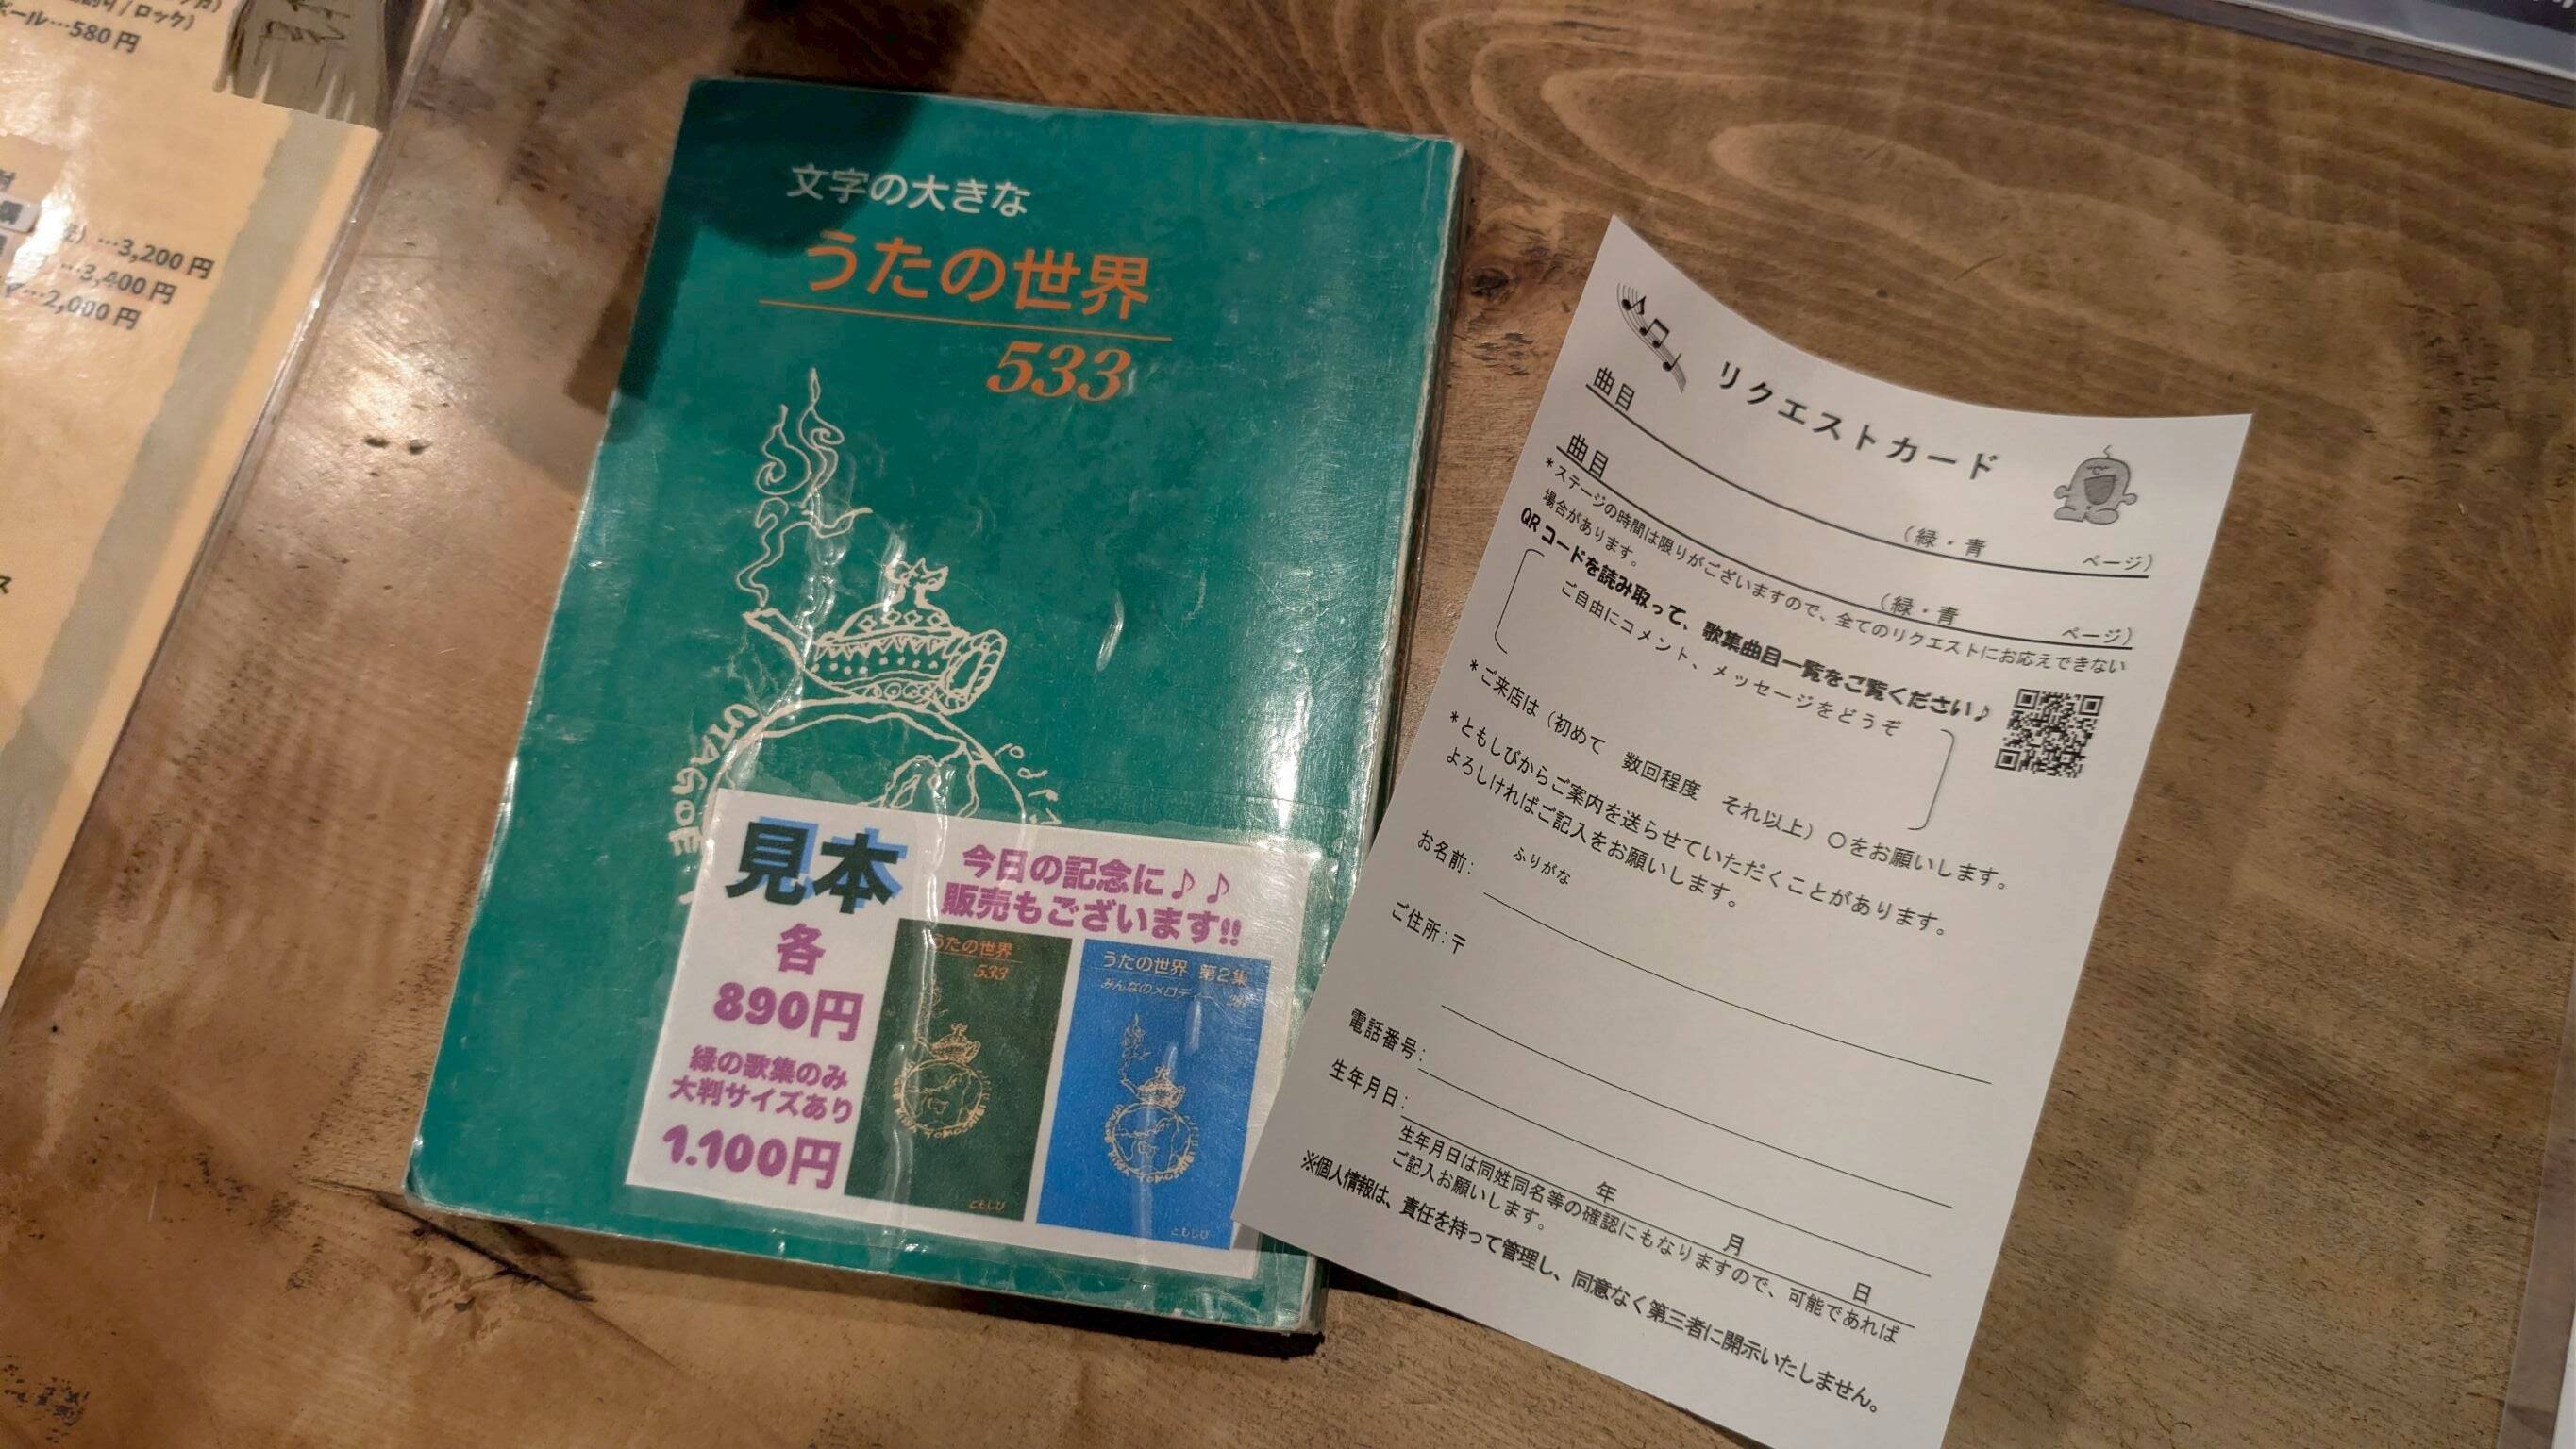 ロック）
ボール…580円
…3,200円
…3,400円
…2,000円
文字の大きな
うたの世界
533
UTAGOE
見本
今日の記念に♪♪
販売もございます!!
各
890円
緑の歌集のみ
大判サイズあり
1.100円
うたの世界
533
ともしび
うたの世界 第2集
みんなのメロディー
ともしび
リクエストカード
曲目
（緑・青 ページ）
曲目
（緑・青 ページ）
*ステージの時間は限りがございますので、全てのリクエストにお応えできない
場合があります。
QRコードを読み取って、歌集曲目一覧をご覧ください♪
ご自由にコメント、メッセージをどうぞ
*ご来店は（初めて 数回程度 それ以上）〇をお願いします。
*ともしびからご案内を送らせていただくことがあります。
よろしければご記入をお願いします。
ふりがな
お名前：
ご住所：〒
電話番号：
生年月日：
年 月 日
生年月日は同姓同名等の確認にもなりますので、可能であれば
ご記入お願いします。
※個人情報は、責任を持って管理し、同意なく第三者に開示いたしません。